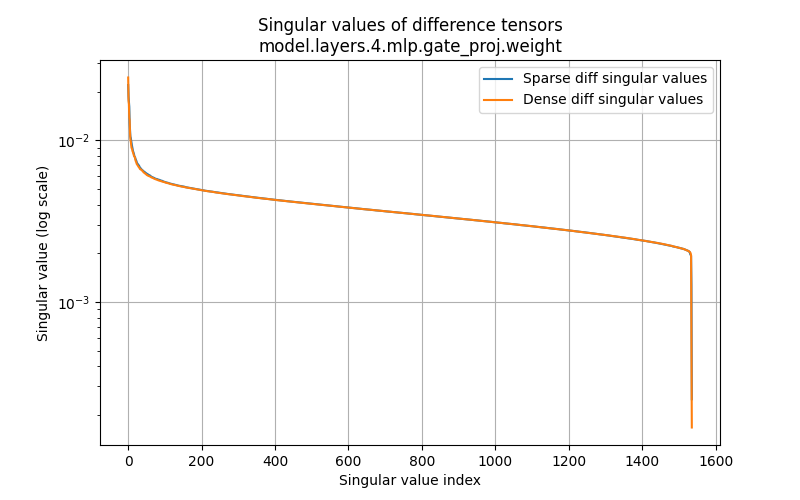 Singular values of difference tensors
model.layers.4.mlp.gate_proj.weight
Sparse diff singular values
Dense diff singular values
Singular value (log scale)
10⁻²
10⁻³
0 200 400 600 800 1000 1200 1400 1600
Singular value index